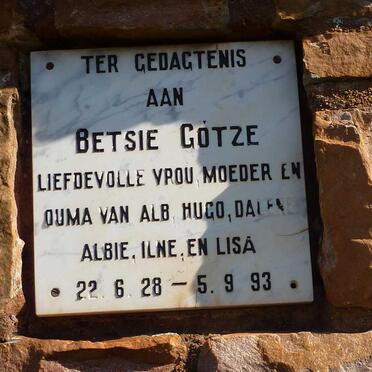 TER GEDAGTENIS
AAN
BETSIE GÖTZE
LIEFDEVOLLE VROU, MOEDER EN
OUMA VAN ALB, HUGO,
ALBIE, ILNE, EN LISA
22.6.28 – 5.9.93